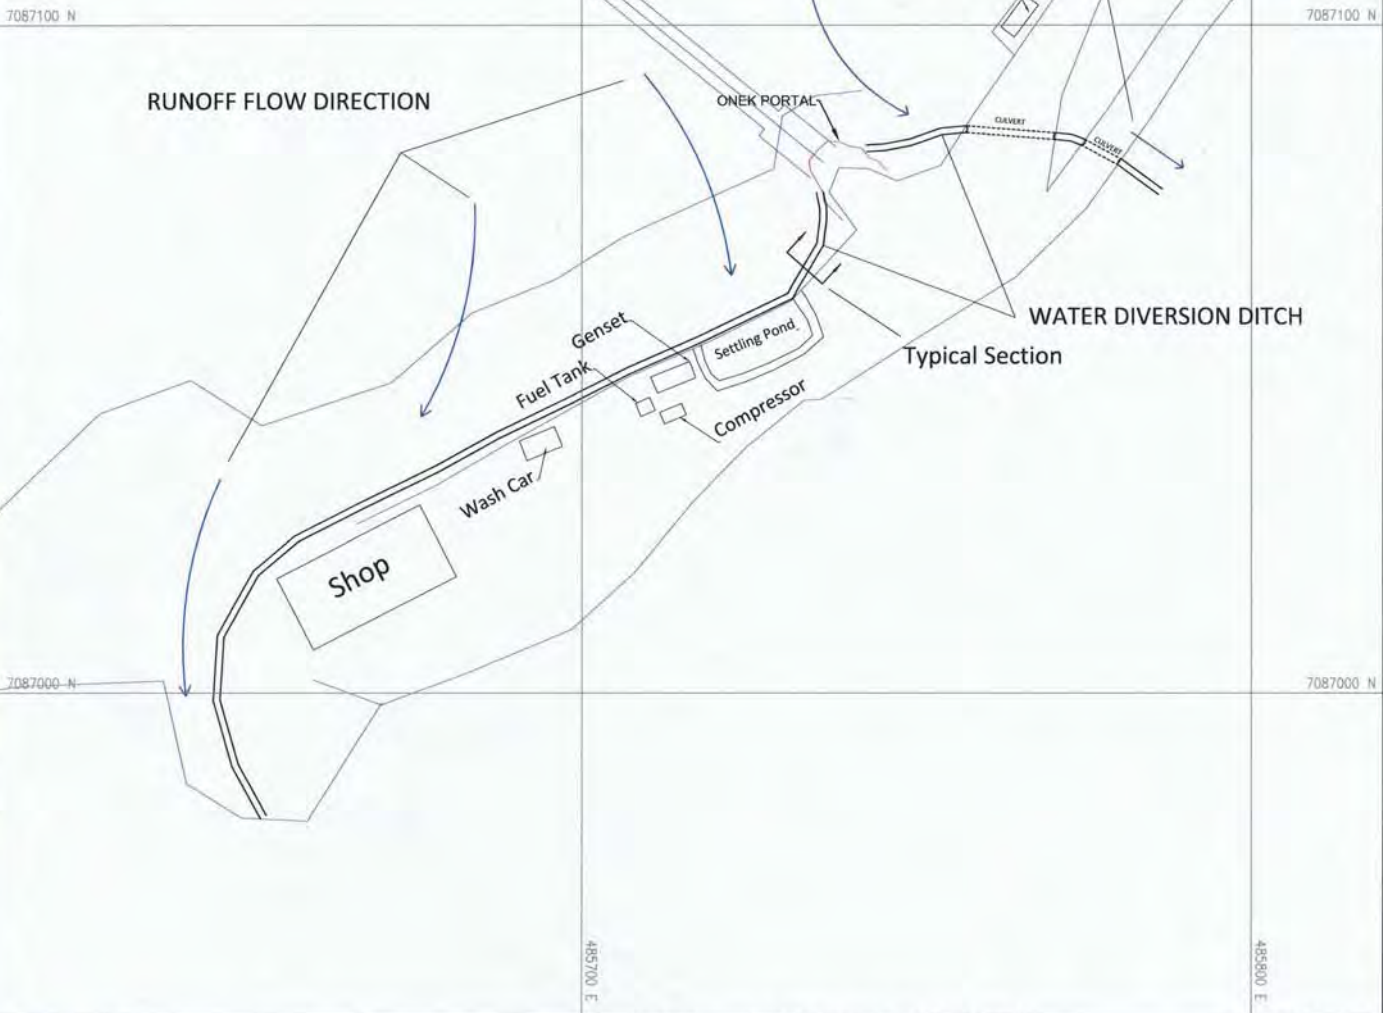 7087100 N
7087100 N
RUNOFF FLOW DIRECTION
ONEK PORTAL
CULVERT
CULVERT
WATER DIVERSION DITCH
Typical Section
Genset
Settling Pond
Fuel Tank
Compressor
Wash Car
Shop
7087000 N
7087000 N
485700 E
485800 E